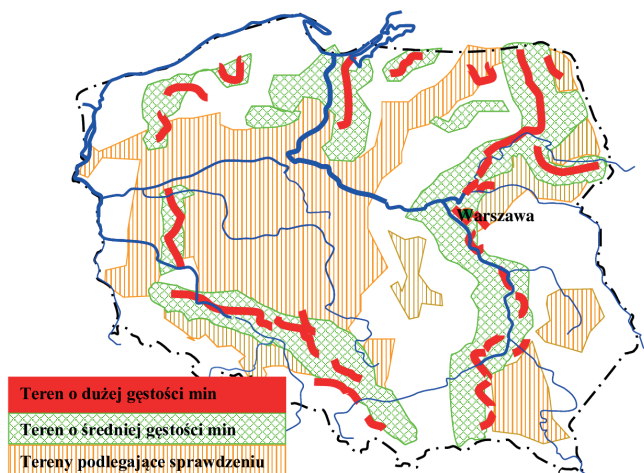 Warszawa
Teren o dużej gęstości min
Teren o średniej gęstości min
Tereny podlegające sprawdzeniu